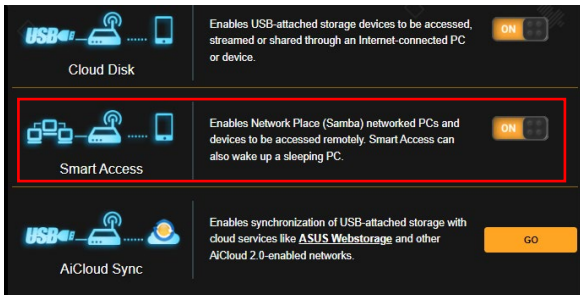 Enables USB-attached storage devices to be accessed,
streamed or shared through an Internet-connected PC
or device.
ON
USB
Cloud Disk
Enables Network Place (Samba) networked PCs and
devices to be accessed remotely. Smart Access can
also wake up a sleeping PC.
ON
Smart Access
Enables synchronization of USB-attached storage with
cloud services like ASUS Webstorage and other
AiCloud 2.0-enabled networks.
GO
USB
AiCloud Sync